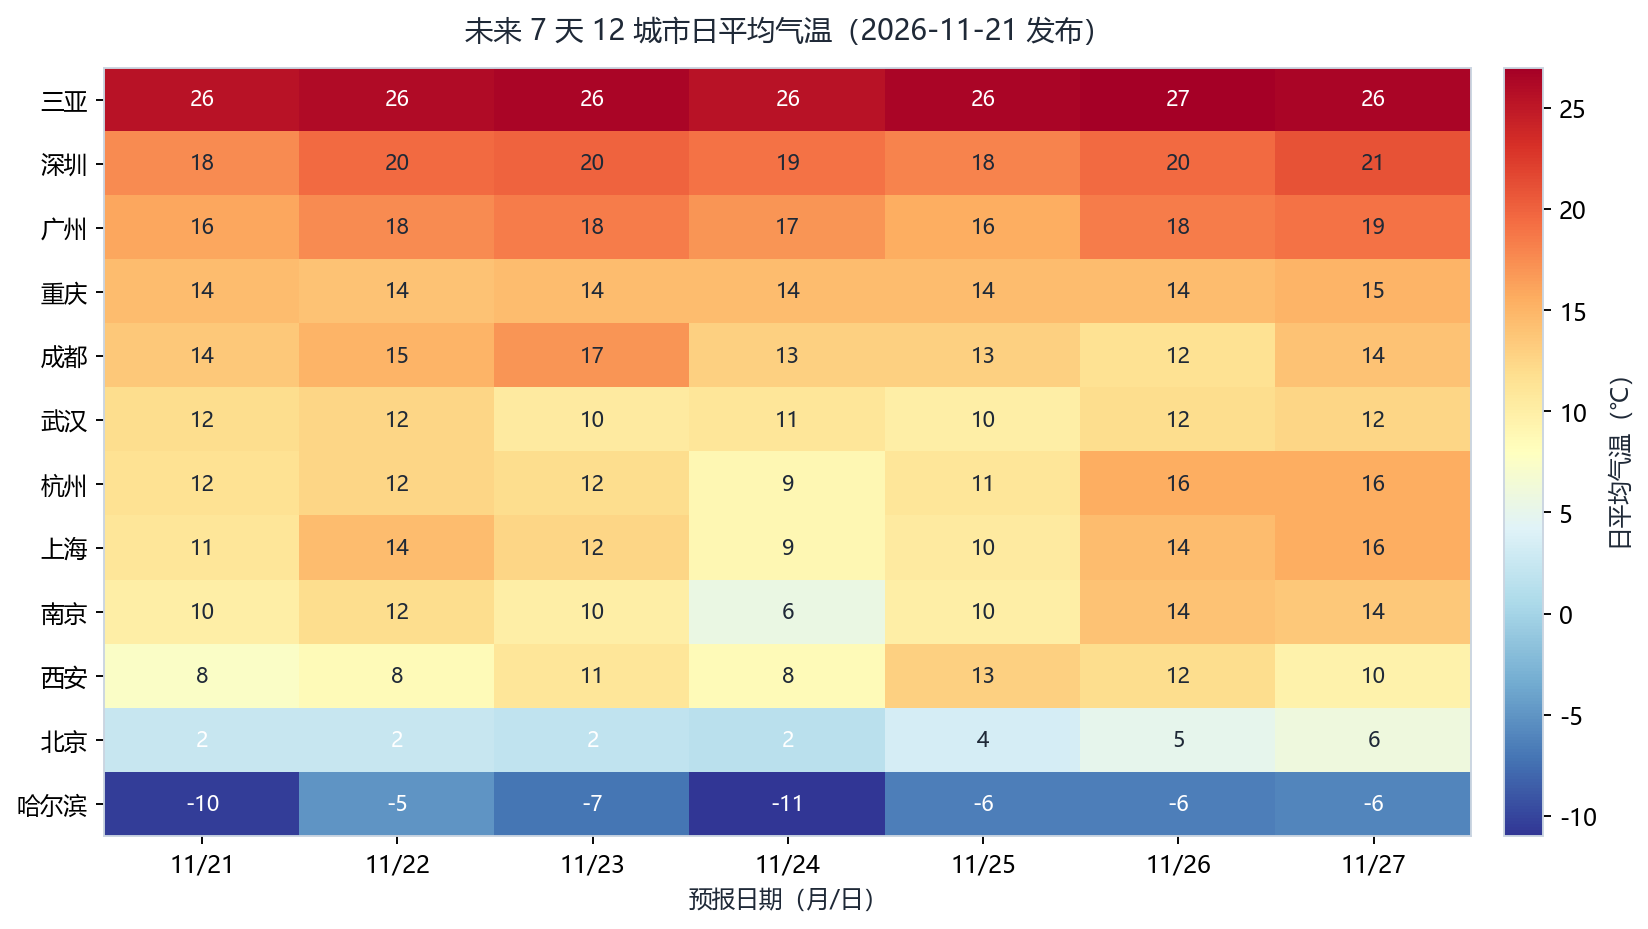 未来 7 天 12 城市日平均气温（2026-11-21 发布）
三亚 26 26 26 26 26 27 26
深圳 18 20 20 19 18 20 21
广州 16 18 18 17 16 18 19
重庆 14 14 14 14 14 14 15
成都 14 15 17 13 13 12 14
武汉 12 12 10 11 10 12 12
杭州 12 12 12 9 11 16 16
上海 11 14 12 9 10 14 16
南京 10 12 10 6 10 14 14
西安 8 8 11 8 13 12 10
北京 2 2 2 2 4 5 6
哈尔滨 -10 -5 -7 -11 -6 -6 -6
11/21 11/22 11/23 11/24 11/25 11/26 11/27
预报日期（月/日）
25
20
15
10
5
0
-5
-10
日平均气温（°C）